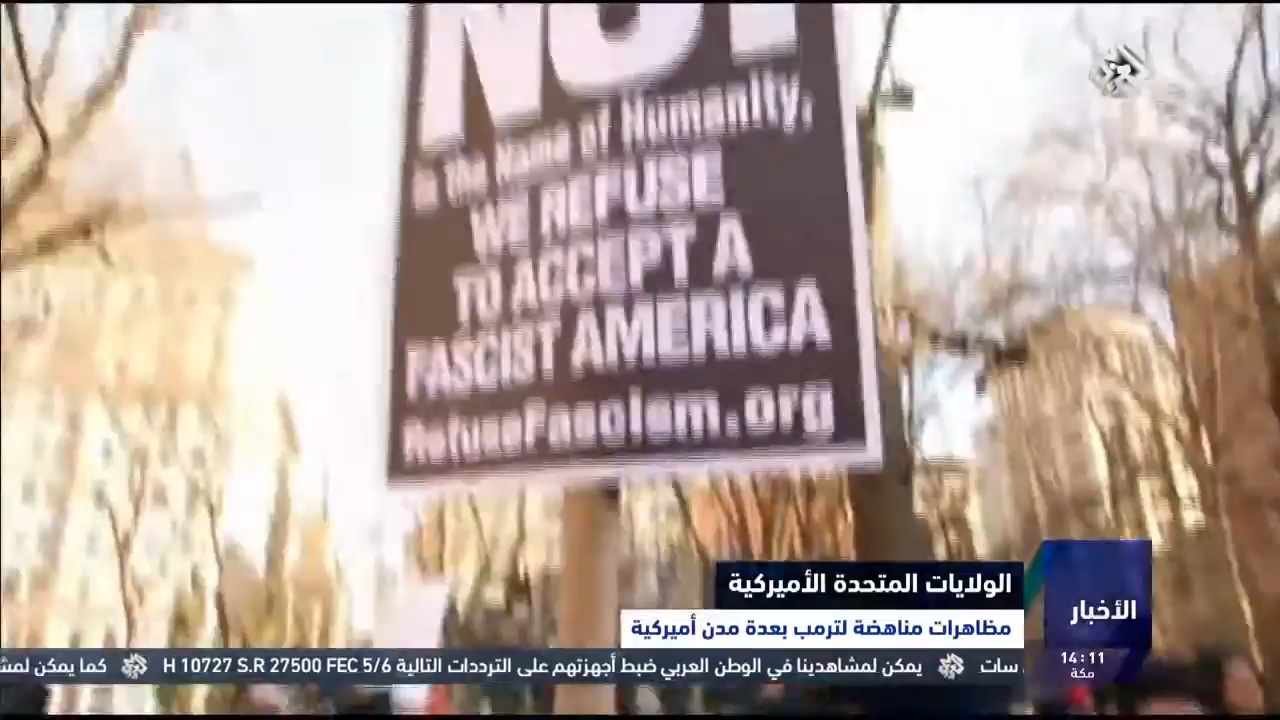 NO!
In the Name of Humanity,
WE REFUSE
TO ACCEPT A
FASCIST AMERICA
RefuseFascism.org
الولايات المتحدة الأميركية
مظاهرات مناهضة لترمب بعدة مدن أميركية
الأخبار
14:11
مكة
سات يمكن لمشاهدينا في الوطن العربي ضبط أجهزتهم على الترددات التالية H 10727 S.R 27500 FEC 5/6 كما يمكن